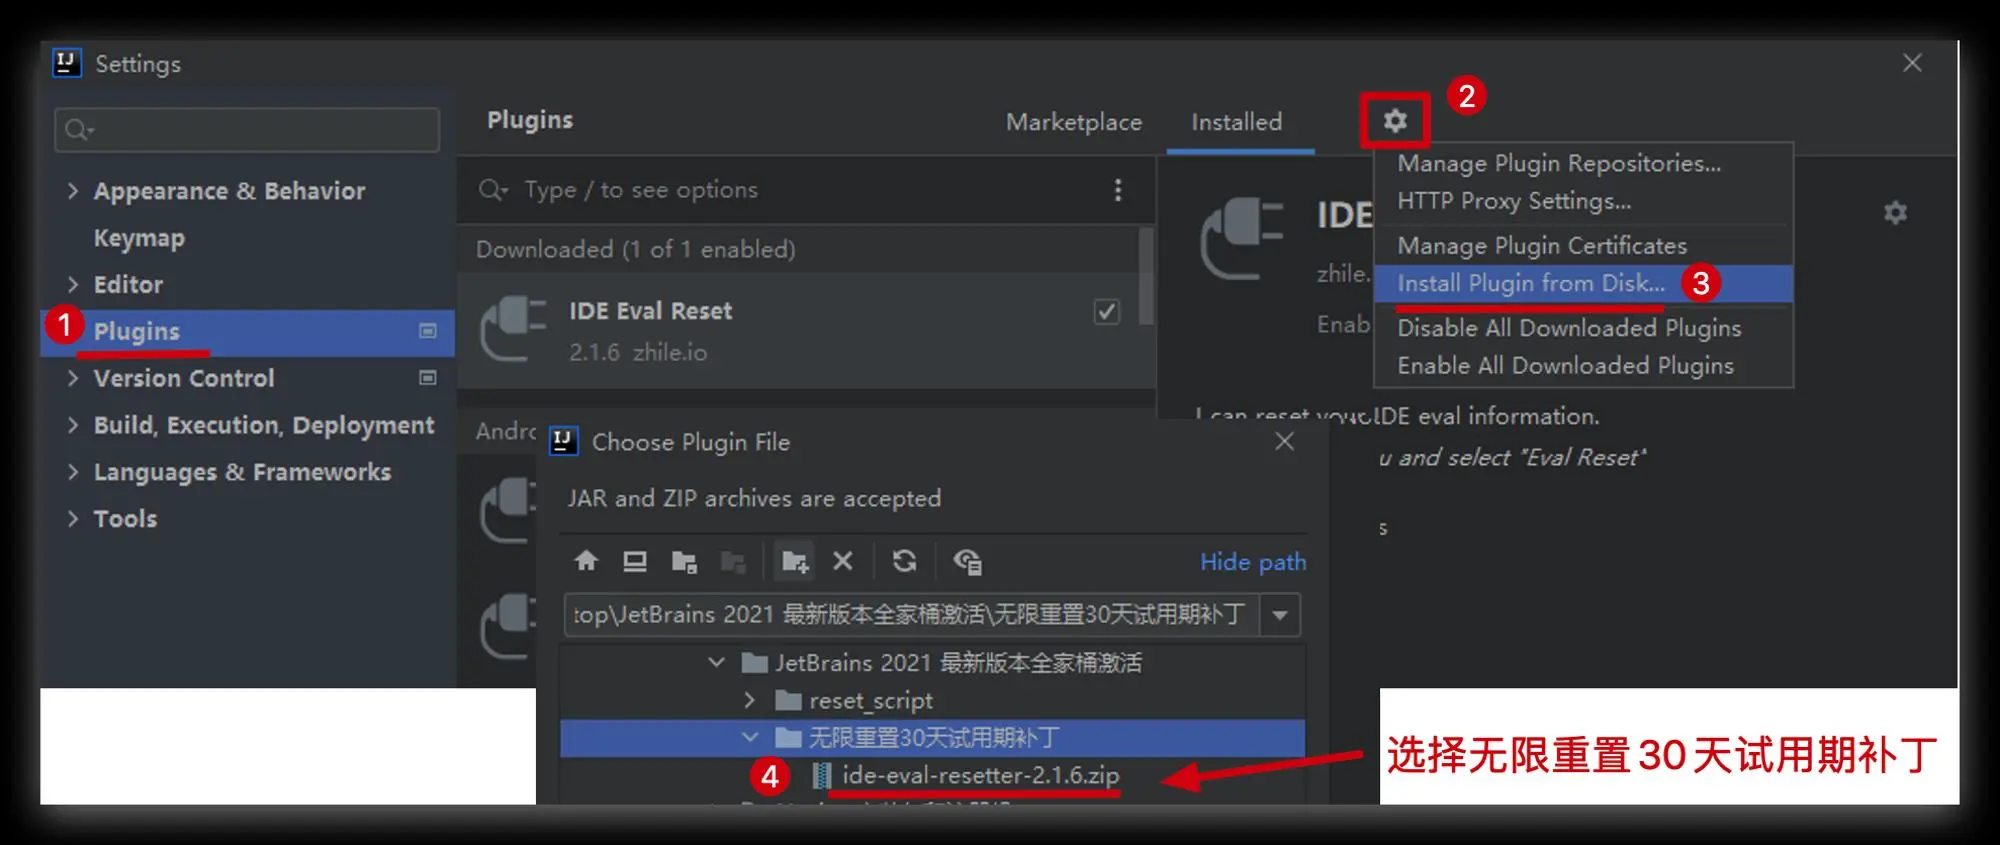 IJ Settings
Plugins
Marketplace
Installed
2
Manage Plugin Repositories...
HTTP Proxy Settings...
Manage Plugin Certificates
Install Plugin from Disk...
3
Disable All Downloaded Plugins
Enable All Downloaded Plugins
Appearance & Behavior
Keymap
Editor
1
Plugins
Version Control
Build, Execution, Deployment
Languages & Frameworks
Tools
Type / to see options
Downloaded (1 of 1 enabled)
IDE Eval Reset
2.1.6 zhile.io
IDE
zhile.
Enab
I can reset your IDE eval information.
u and select "Eval Reset"
s
Andro
IJ Choose Plugin File
JAR and ZIP archives are accepted
Hide path
top\JetBrains 2021 最新版本全家桶激活\无限重置30天试用期补丁
JetBrains 2021 最新版本全家桶激活
reset_script
无限重置30天试用期补丁
4
ide-eval-resetter-2.1.6.zip
选择无限重置30天试用期补丁